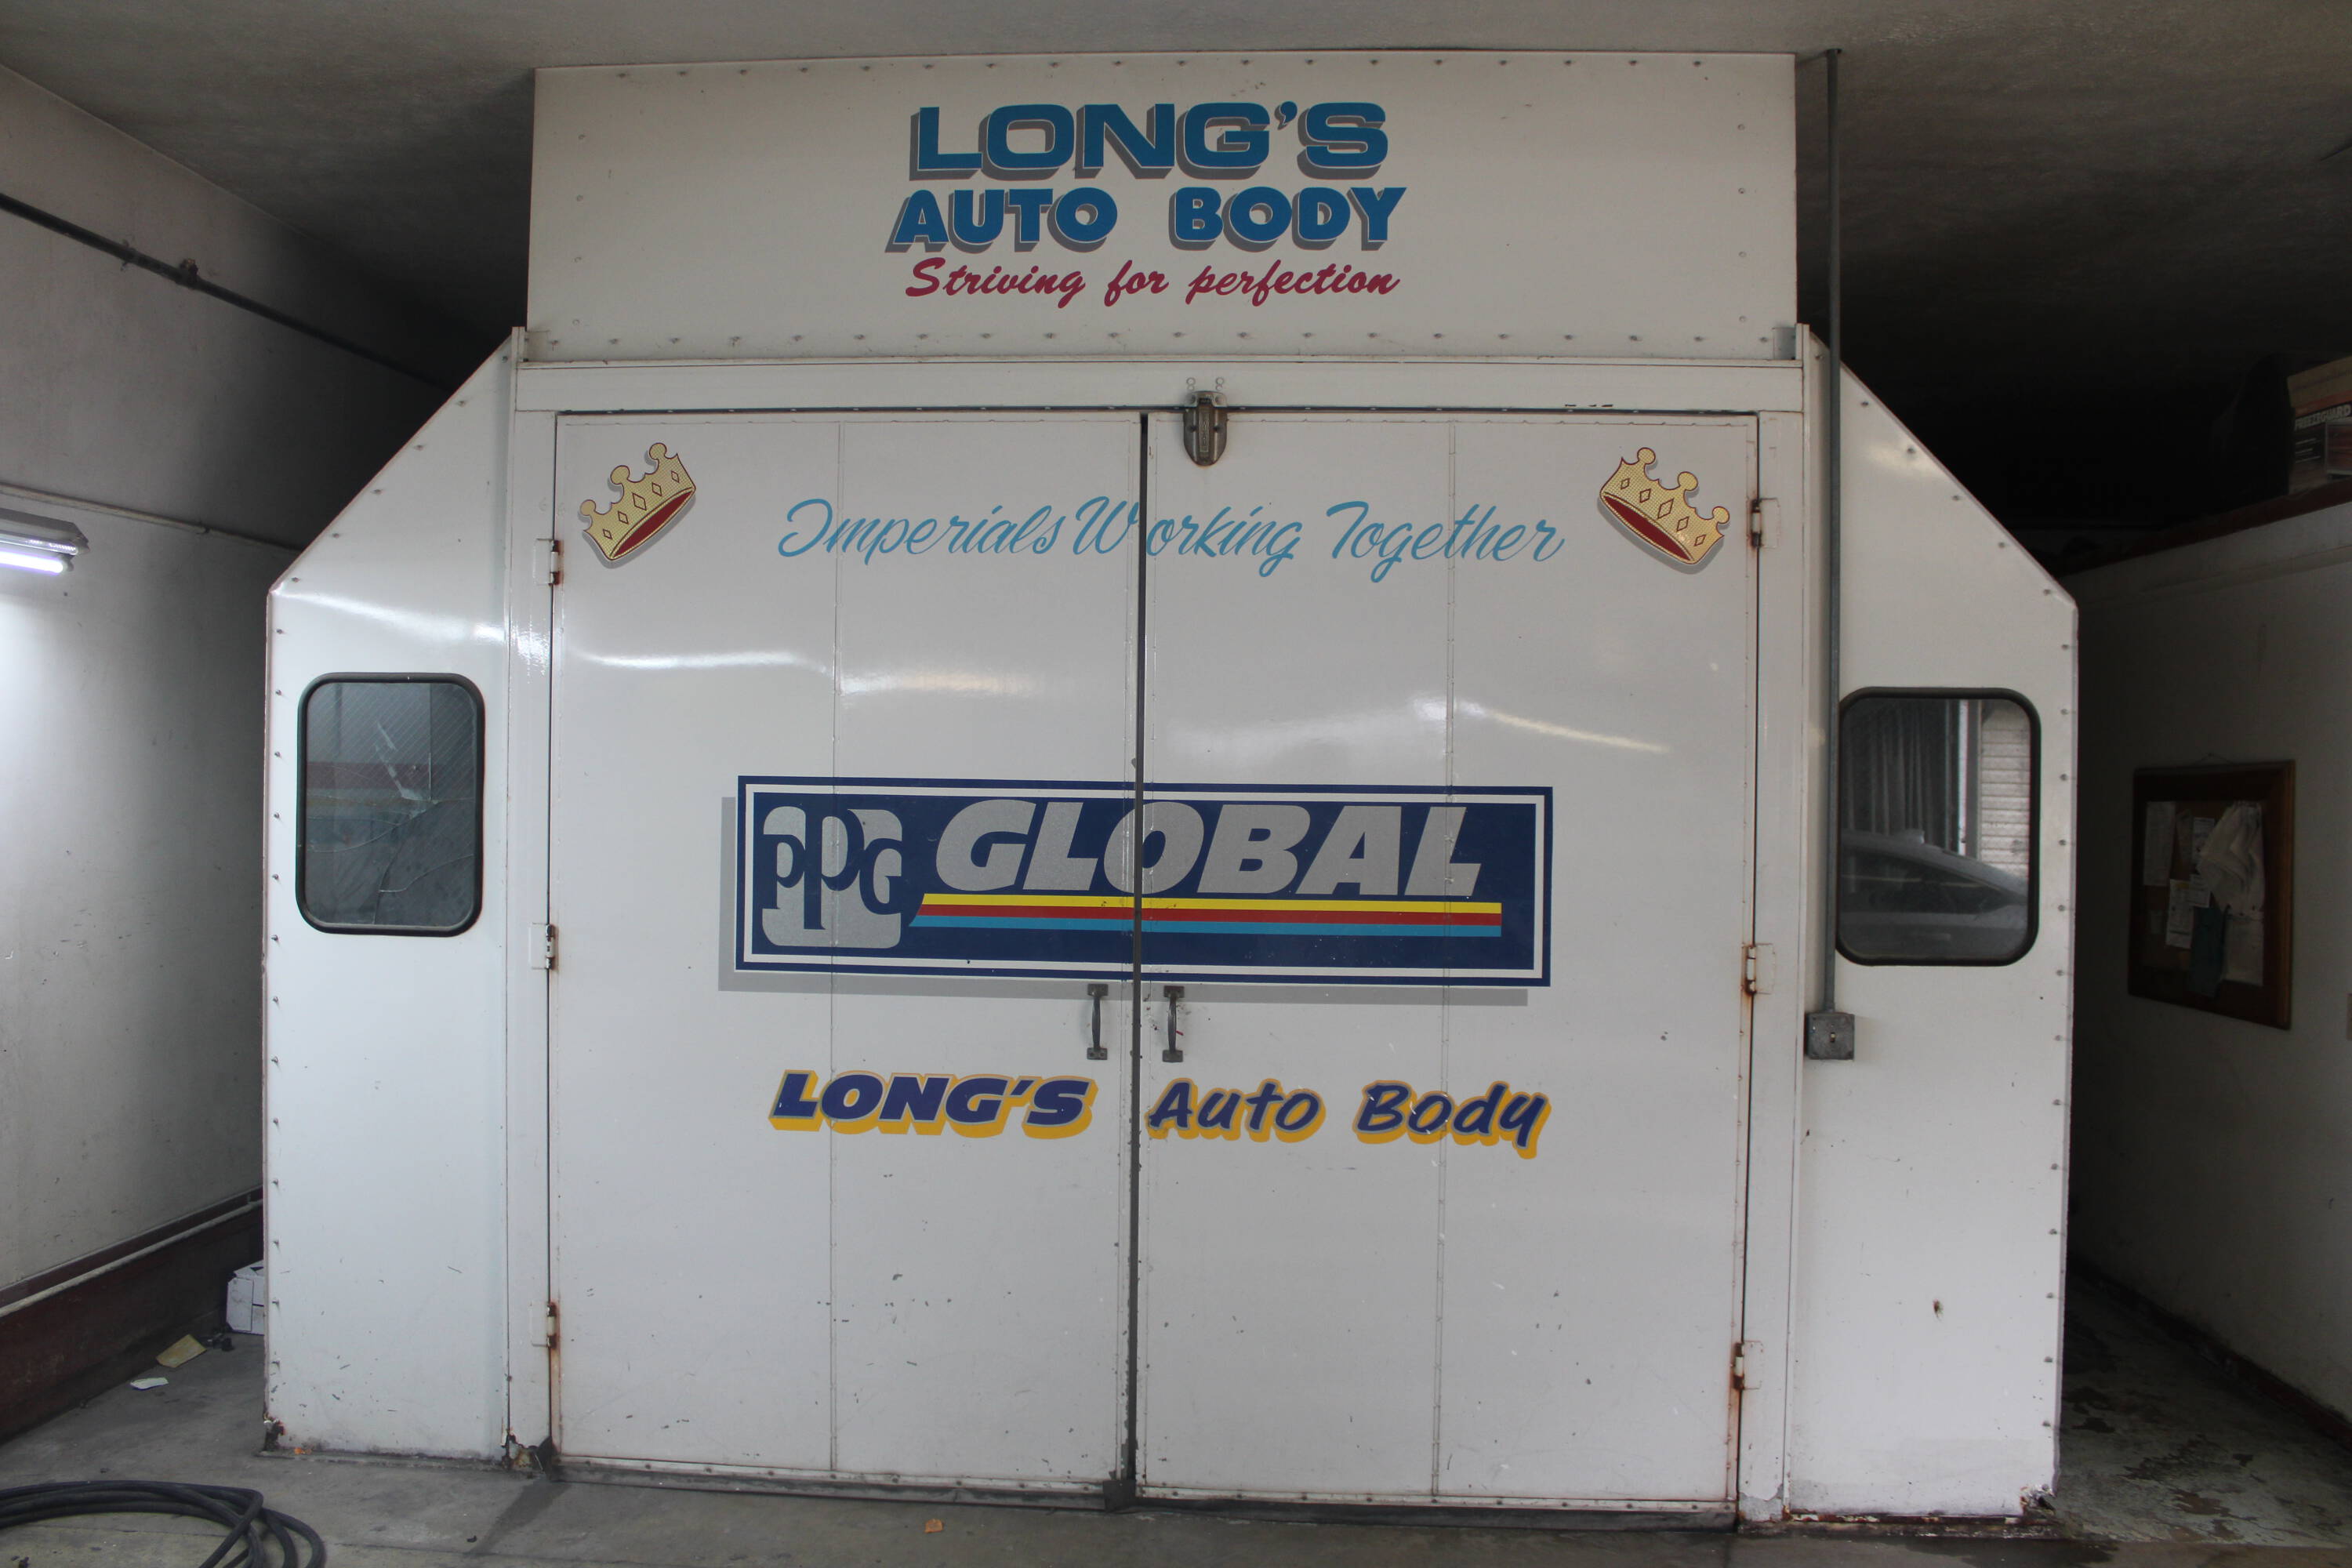 LONG'S
AUTO BODY
Striving for perfection
Imperials Working Together
PPG GLOBAL
LONG'S Auto Body